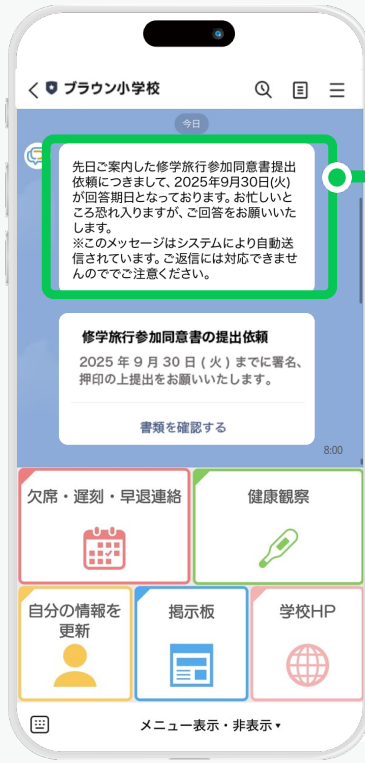 ブラウン小学校
今日
先日ご案内した修学旅行参加同意書提出
依頼につきまして、2025年9月30日(火)
が回答期日となっております。お忙しいと
ころ恐れ入りますが、ご回答をお願いいた
します。
※このメッセージはシステムにより自動送
信されています。ご返信には対応できませ
んのででご注意ください。
修学旅行参加同意書の提出依頼
2025 年 9 月 30 日 ( 火 ) までに署名、
押印の上提出をお願いいたします。
書類を確認する
8:00
欠席・遅刻・早退連絡
健康観察
自分の情報を
更新
掲示板
学校HP
メニュー表示・非表示▼